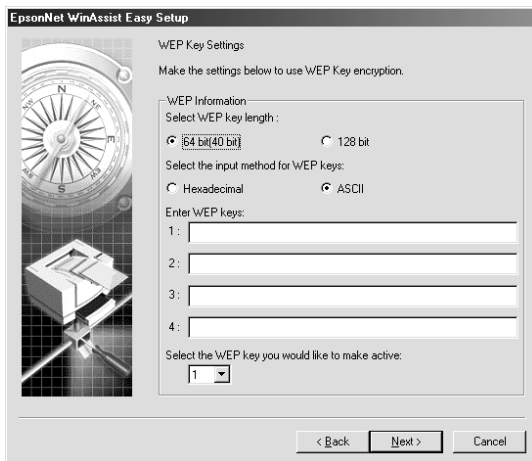 EpsonNet WinAssist Easy Setup
WEP Key Settings
Make the settings below to use WEP Key encryption.
WEP Information
Select WEP key length :
64 bit(40 bit) 128 bit
Select the input method for WEP keys:
Hexadecimal ASCII
Enter WEP keys:
1 :
2 :
3 :
4 :
Select the WEP key you would like to make active:
1
< Back Next > Cancel
N
S